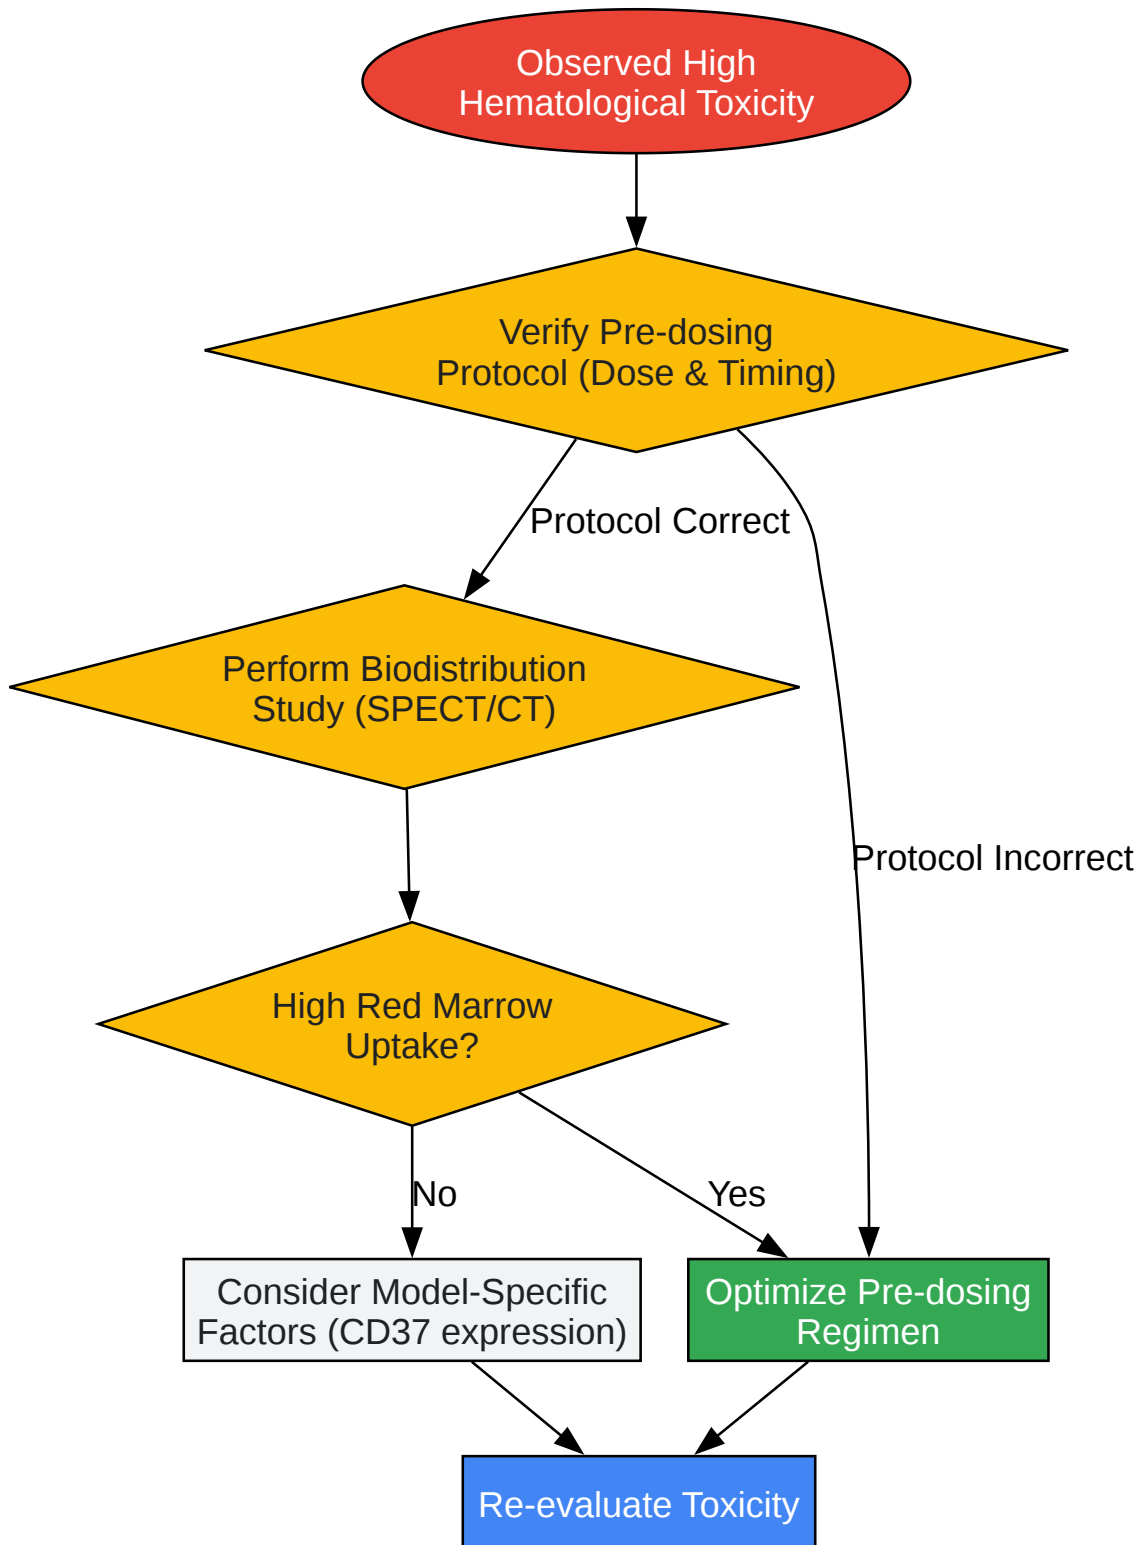 Observed High
Hematological Toxicity
Verify Pre-dosing
Protocol (Dose & Timing)
Protocol Correct
Perform Biodistribution
Study (SPECT/CT)
Protocol Incorrect
High Red Marrow
Uptake?
No
Yes
Consider Model-Specific
Factors (CD37 expression)
Optimize Pre-dosing
Regimen
Re-evaluate Toxicity